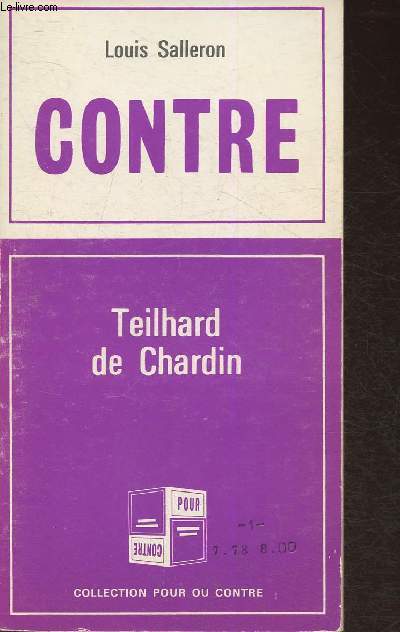 © Le-livre.com
Louis Salleron
CONTRE
Teilhard
de Chardin
POUR
CONTRE
-1-
7.78 8.00
COLLECTION POUR OU CONTRE